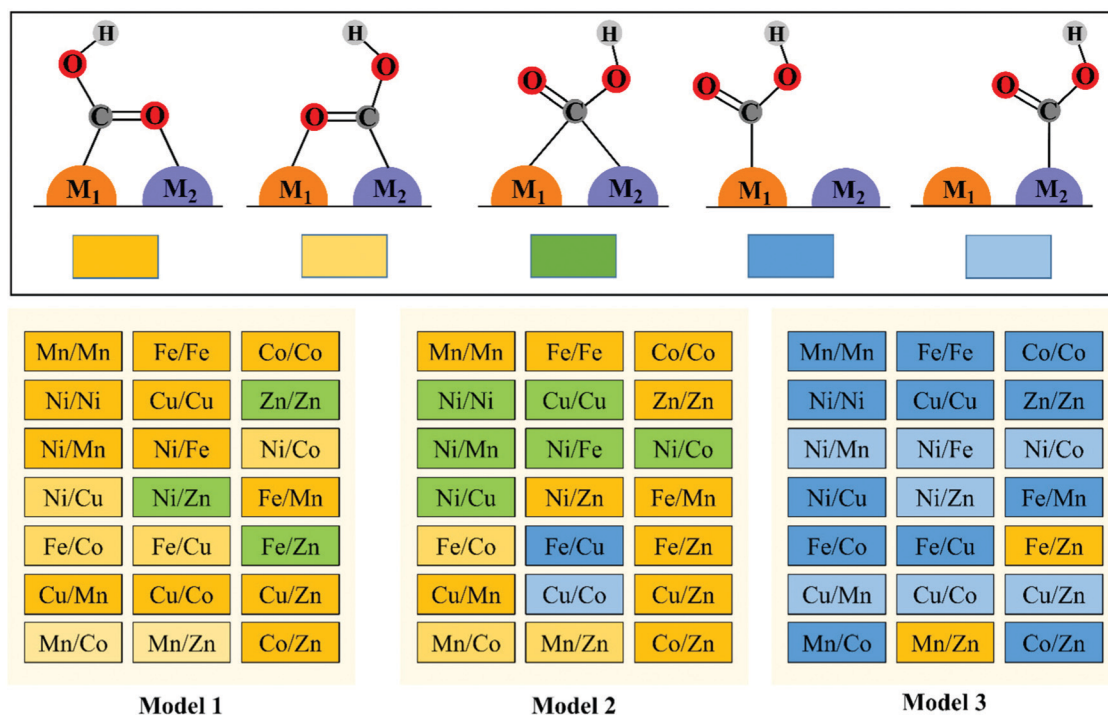 H H H H H
O O O O O O O O O O
C C C C C
M1 M2 M1 M2 M1 M2 M1 M2 M1 M2
Mn/Mn Fe/Fe Co/Co
Ni/Ni Cu/Cu Zn/Zn
Ni/Mn Ni/Fe Ni/Co
Ni/Cu Ni/Zn Fe/Mn
Fe/Co Fe/Cu Fe/Zn
Cu/Mn Cu/Co Cu/Zn
Mn/Co Mn/Zn Co/Zn
Model 1
Mn/Mn Fe/Fe Co/Co
Ni/Ni Cu/Cu Zn/Zn
Ni/Mn Ni/Fe Ni/Co
Ni/Cu Ni/Zn Fe/Mn
Fe/Co Fe/Cu Fe/Zn
Cu/Mn Cu/Co Cu/Zn
Mn/Co Mn/Zn Co/Zn
Model 2
Mn/Mn Fe/Fe Co/Co
Ni/Ni Cu/Cu Zn/Zn
Ni/Mn Ni/Fe Ni/Co
Ni/Cu Ni/Zn Fe/Mn
Fe/Co Fe/Cu Fe/Zn
Cu/Mn Cu/Co Cu/Zn
Mn/Co Mn/Zn Co/Zn
Model 3